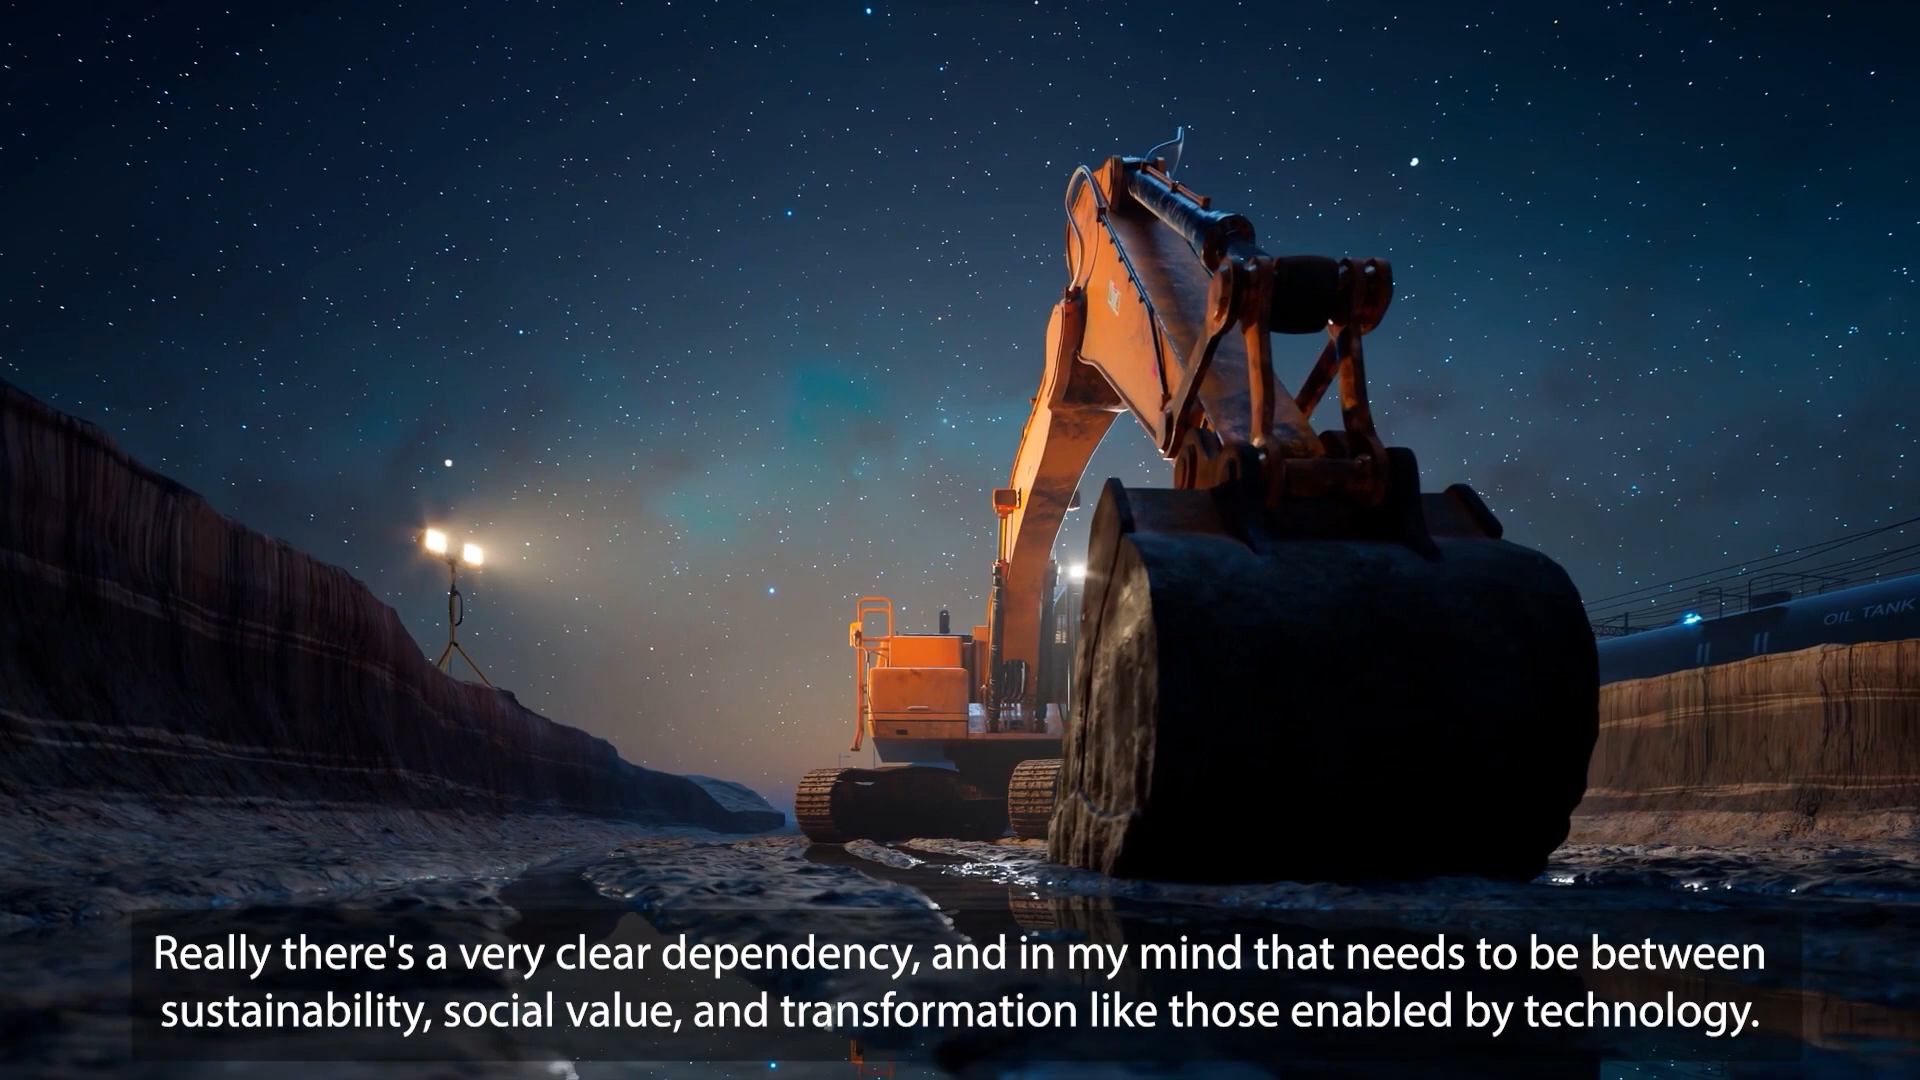 OIL TANK
Really there's a very clear dependency, and in my mind that needs to be between
sustainability, social value, and transformation like those enabled by technology.